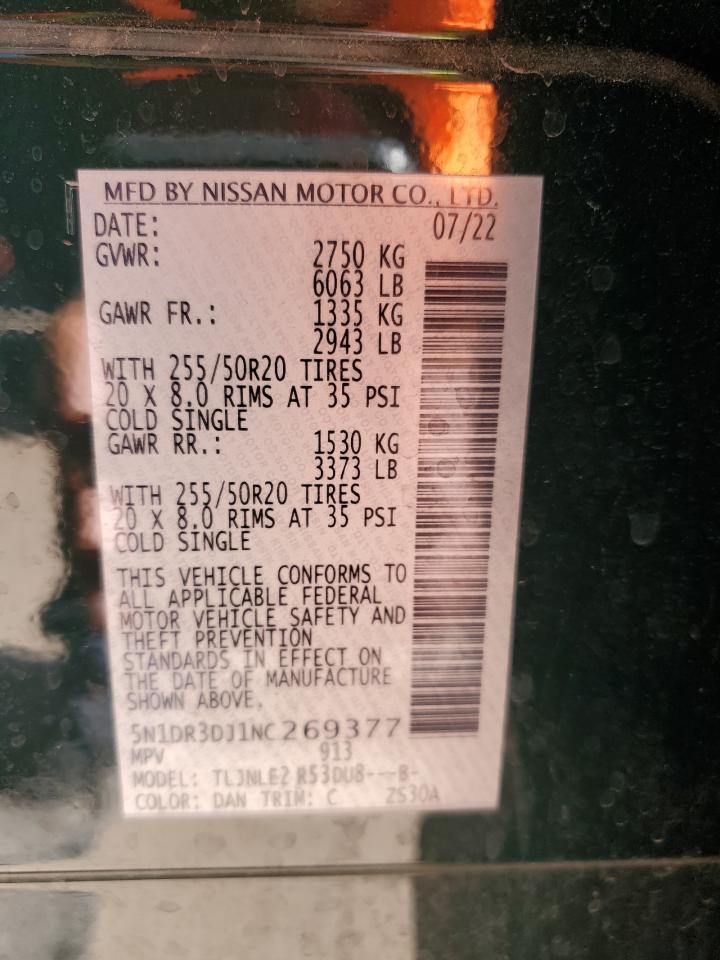 MFD BY NISSAN MOTOR CO., LTD.
DATE: 07/22
GVWR: 2750 KG
6063 LB
GAWR FR.: 1335 KG
2943 LB
WITH 255/50R20 TIRES
20 X 8.0 RIMS AT 35 PSI
COLD SINGLE
GAWR RR.: 1530 KG
3373 LB
WITH 255/50R20 TIRES
20 X 8.0 RIMS AT 35 PSI
COLD SINGLE
THIS VEHICLE CONFORMS TO
ALL APPLICABLE FEDERAL
MOTOR VEHICLE SAFETY AND
THEFT PREVENTION
STANDARDS IN EFFECT ON
THE DATE OF MANUFACTURE
SHOWN ABOVE.
5N1DR3DJ1NC269377
MPV 913
MODEL: TLJNLE2 R53DU8---B-
COLOR: DAN TRIM: C ZS30A